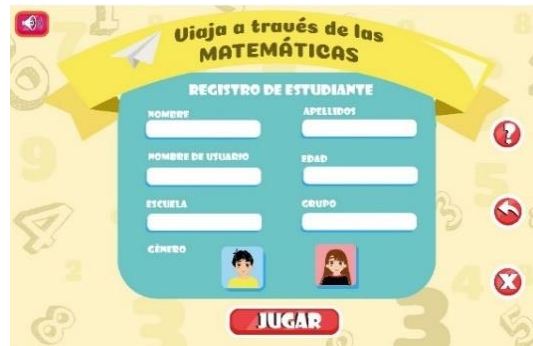 Viaja a través de las
MATEMÁTICAS
REGISTRO DE ESTUDIANTE
NOMBRE
APELLIDOS
NOMBRE DE USUARIO
EDAD
ESCUELA
GRUPO
GÉNERO
JUGAR
?
X